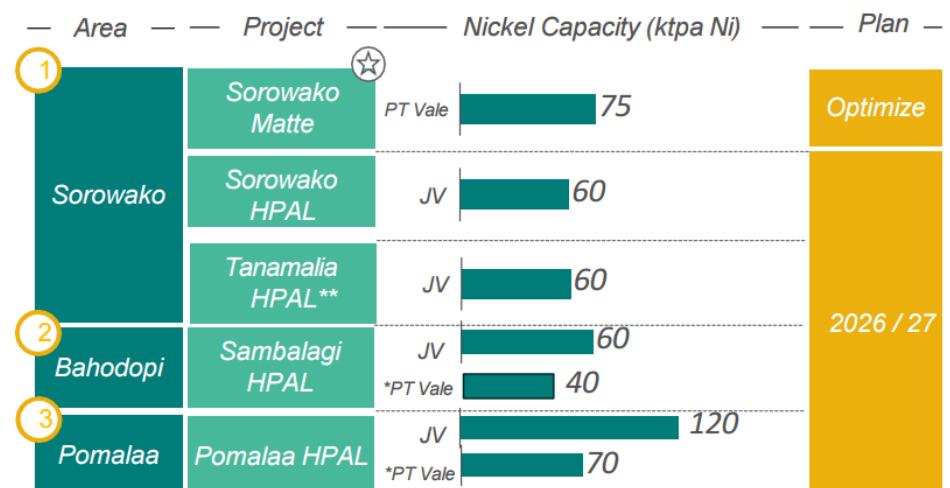 Area Project Nickel Capacity (ktpa Ni) Plan
1
Sorowako
Sorowako
Matte
PT Vale
75
Optimize
Sorowako
HPAL
JV
60
Tanamalia
HPAL**
JV
60
2026 / 27
2
Bahodopi
Sambalagi
HPAL
JV
60
*PT Vale
40
3
Pomalaa
Pomalaa HPAL
JV
120
*PT Vale
70